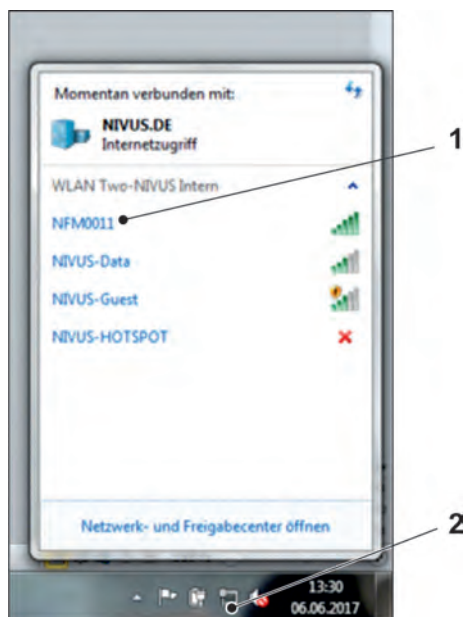 Momentan verbunden mit:
NIVUS.DE
Internetzugriff
WLAN Two-NIVUS Intern
1
NFM0011
NIVUS-Data
NIVUS-Guest
NIVUS-HOTSPOT
Netzwerk- und Freigabecenter öffnen
2
13:30
06.06.2017